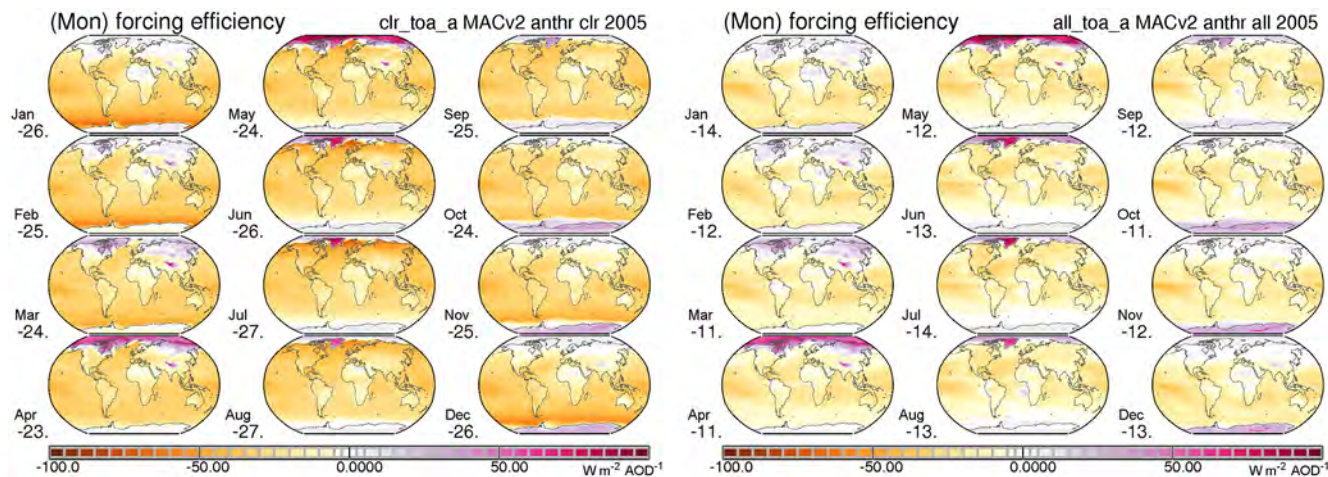 (Mon) forcing efficiency clr_toa_a MACv2 anthr clr 2005
Jan May Sep
-26. -24. -25.
Feb Jun Oct
-25. -26. -24.
Mar Jul Nov
-24. -27. -25.
Apr Aug Dec
-23. -27. -26.
-100.0 -50.00 0.0000 50.00 W m⁻² AOD⁻¹
(Mon) forcing efficiency all_toa_a MACv2 anthr all 2005
Jan May Sep
-14. -12. -12.
Feb Jun Oct
-12. -13. -11.
Mar Jul Nov
-11. -14. -12.
Apr Aug Dec
-11. -13. -13.
-100.0 -50.00 0.0000 50.00 W m⁻² AOD⁻¹